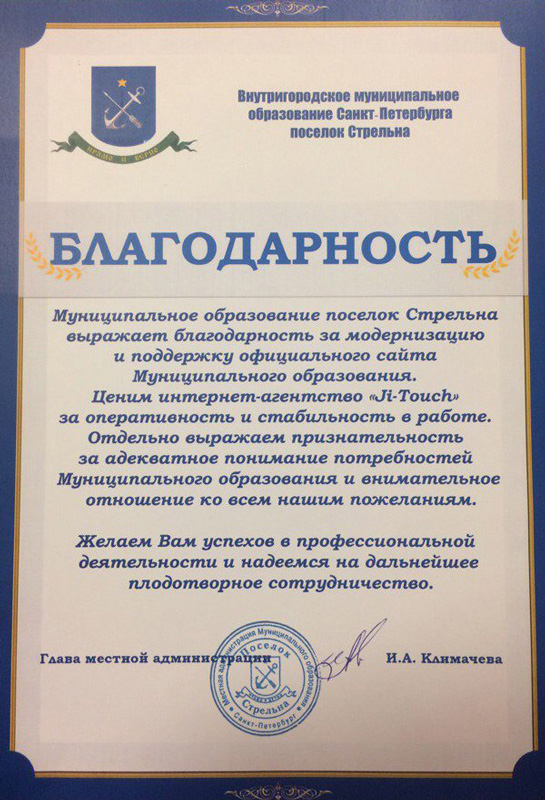 Внутригородское муниципальное
образование Санкт-Петербурга
поселок Стрельна
ПРЯМО И ВЕРНО
БЛАГОДАРНОСТЬ
Муниципальное образование поселок Стрельна
выражает благодарность за модернизацию
и поддержку официального сайта
Муниципального образования.
Ценим интернет-агентство «Ji-Touch»
за оперативность и стабильность в работе.
Отдельно выражаем признательность
за адекватное понимание потребностей
Муниципального образования и внимательное
отношение ко всем нашим пожеланиям.
Желаем Вам успехов в профессиональной
деятельности и надеемся на дальнейшее
плодотворное сотрудничество.
Глава местной администрации
И.А. Климачева
Местная администрация Муниципального образования
Поселок
Стрельна
Санкт-Петербург